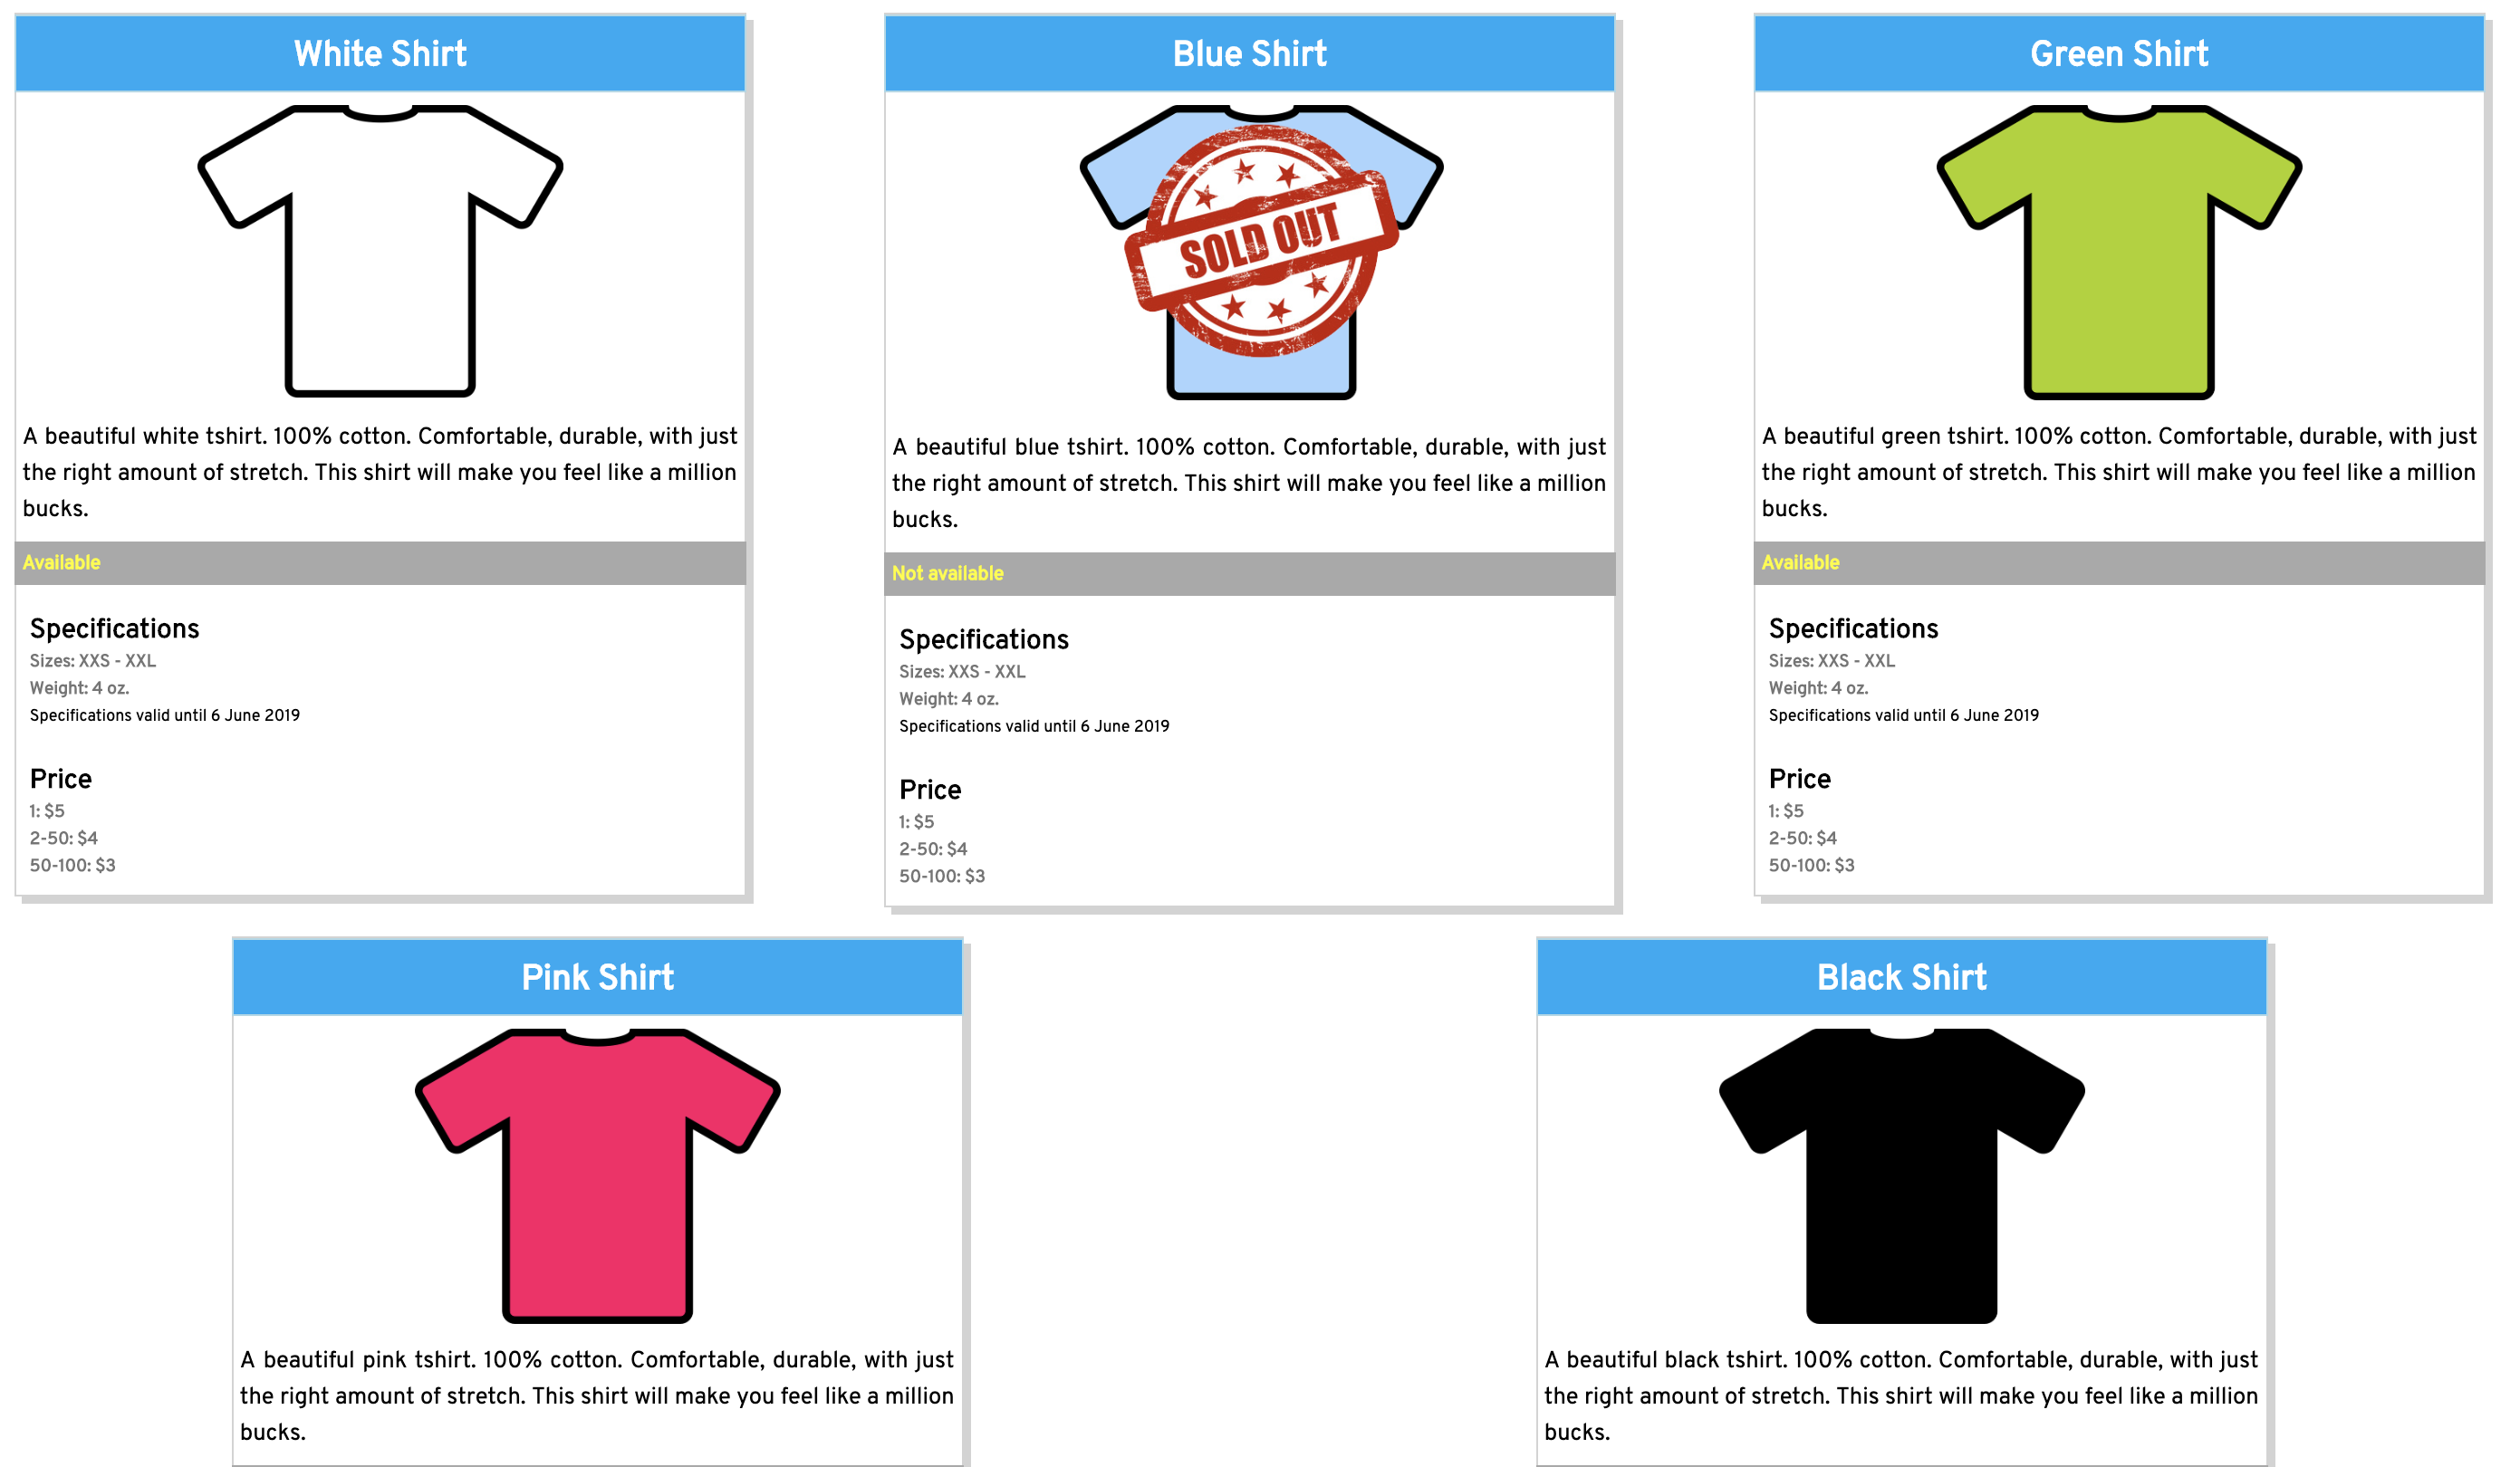 White Shirt
A beautiful white tshirt. 100% cotton. Comfortable, durable, with just
the right amount of stretch. This shirt will make you feel like a million
bucks.
Available
Specifications
Sizes: XXS - XXL
Weight: 4 oz.
Specifications valid until 6 June 2019
Price
1: $5
2-50: $4
50-100: $3
Blue Shirt
SOLD OUT
A beautiful blue tshirt. 100% cotton. Comfortable, durable, with just
the right amount of stretch. This shirt will make you feel like a million
bucks.
Not available
Specifications
Sizes: XXS - XXL
Weight: 4 oz.
Specifications valid until 6 June 2019
Price
1: $5
2-50: $4
50-100: $3
Green Shirt
A beautiful green tshirt. 100% cotton. Comfortable, durable, with just
the right amount of stretch. This shirt will make you feel like a million
bucks.
Available
Specifications
Sizes: XXS - XXL
Weight: 4 oz.
Specifications valid until 6 June 2019
Price
1: $5
2-50: $4
50-100: $3
Pink Shirt
A beautiful pink tshirt. 100% cotton. Comfortable, durable, with just
the right amount of stretch. This shirt will make you feel like a million
bucks.
Black Shirt
A beautiful black tshirt. 100% cotton. Comfortable, durable, with just
the right amount of stretch. This shirt will make you feel like a million
bucks.